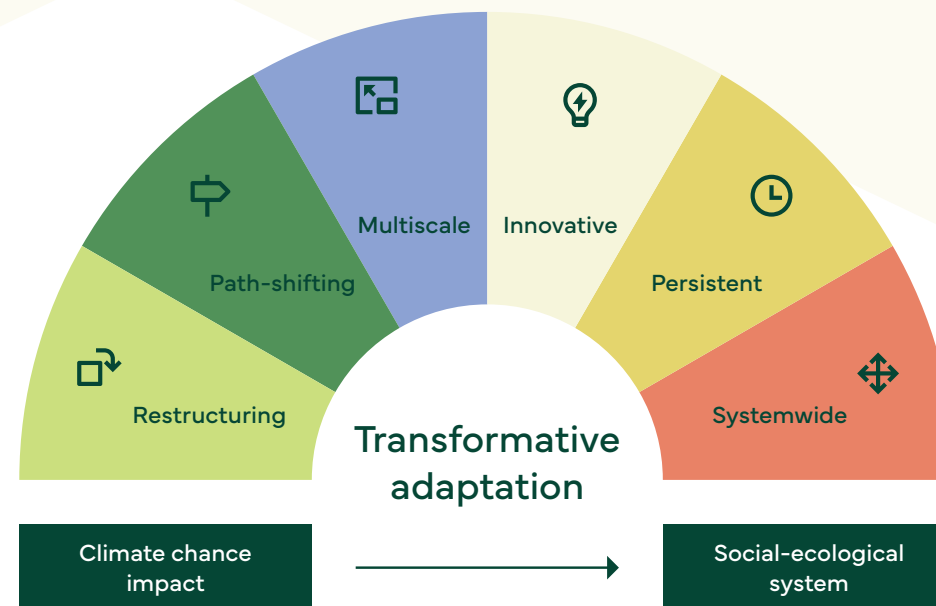 Multiscale
Innovative
Path-shifting
Persistent
Restructuring
Systemwide
Transformative
adaptation
Climate chance
impact
Social-ecological
system